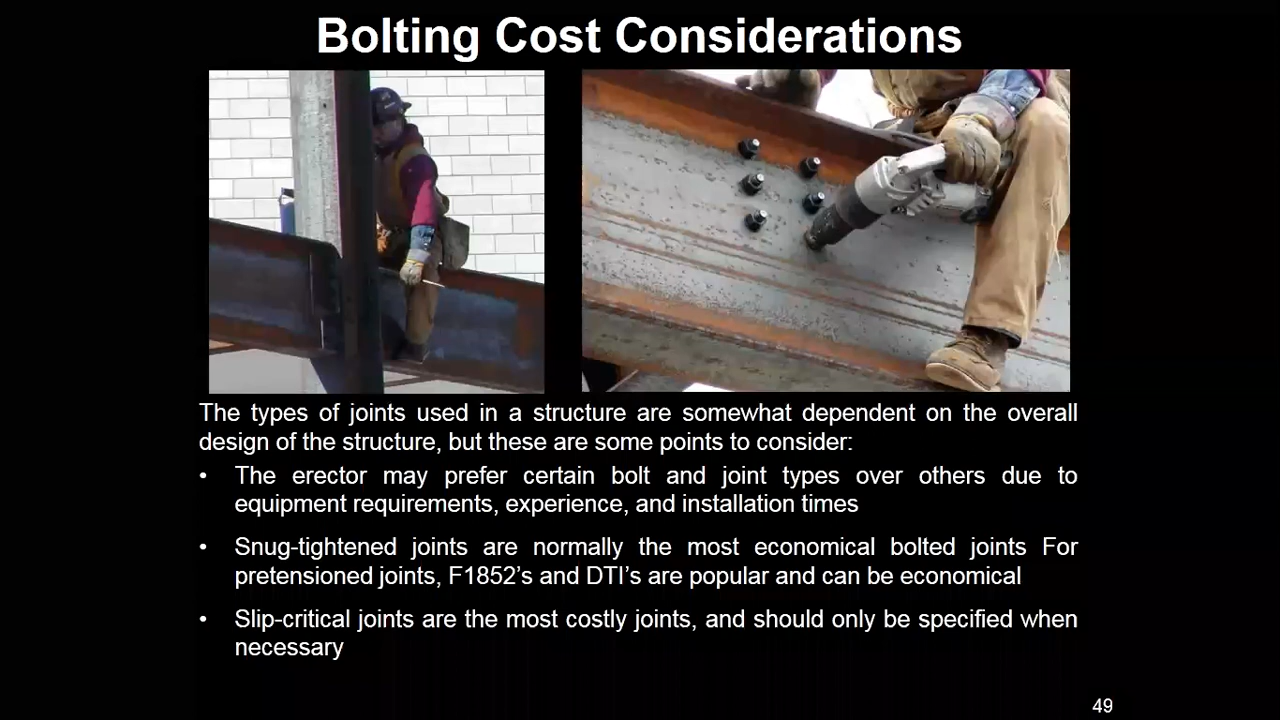 Bolting Cost Considerations
The types of joints used in a structure are somewhat dependent on the overall
design of the structure, but these are some points to consider:
• The erector may prefer certain bolt and joint types over others due to
equipment requirements, experience, and installation times
• Snug-tightened joints are normally the most economical bolted joints For
pretensioned joints, F1852’s and DTI’s are popular and can be economical
• Slip-critical joints are the most costly joints, and should only be specified when
necessary
49